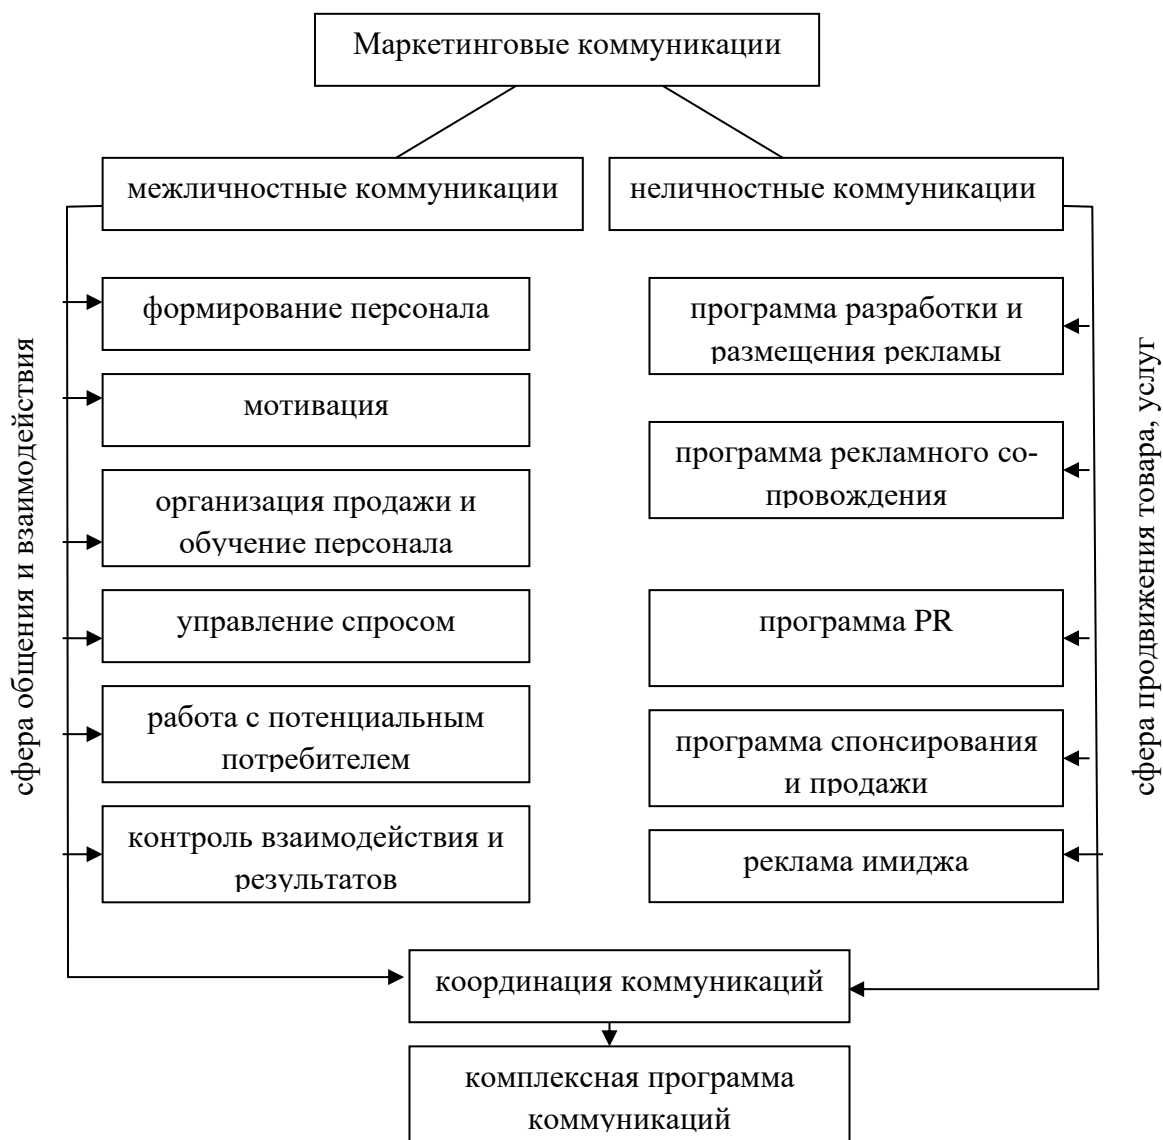 Маркетинговые коммуникации
межличностные коммуникации
неличностные коммуникации
сфера общения и взаимодействия
формирование персонала
мотивация
организация продажи и
обучение персонала
управление спросом
работа с потенциальным
потребителем
контроль взаимодействия и
результатов
программа разработки и
размещения рекламы
программа рекламного со-
провождения
программа PR
программа спонсирования
и продажи
реклама имиджа
сфера продвижения товара, услуг
координация коммуникаций
комплексная программа
коммуникаций